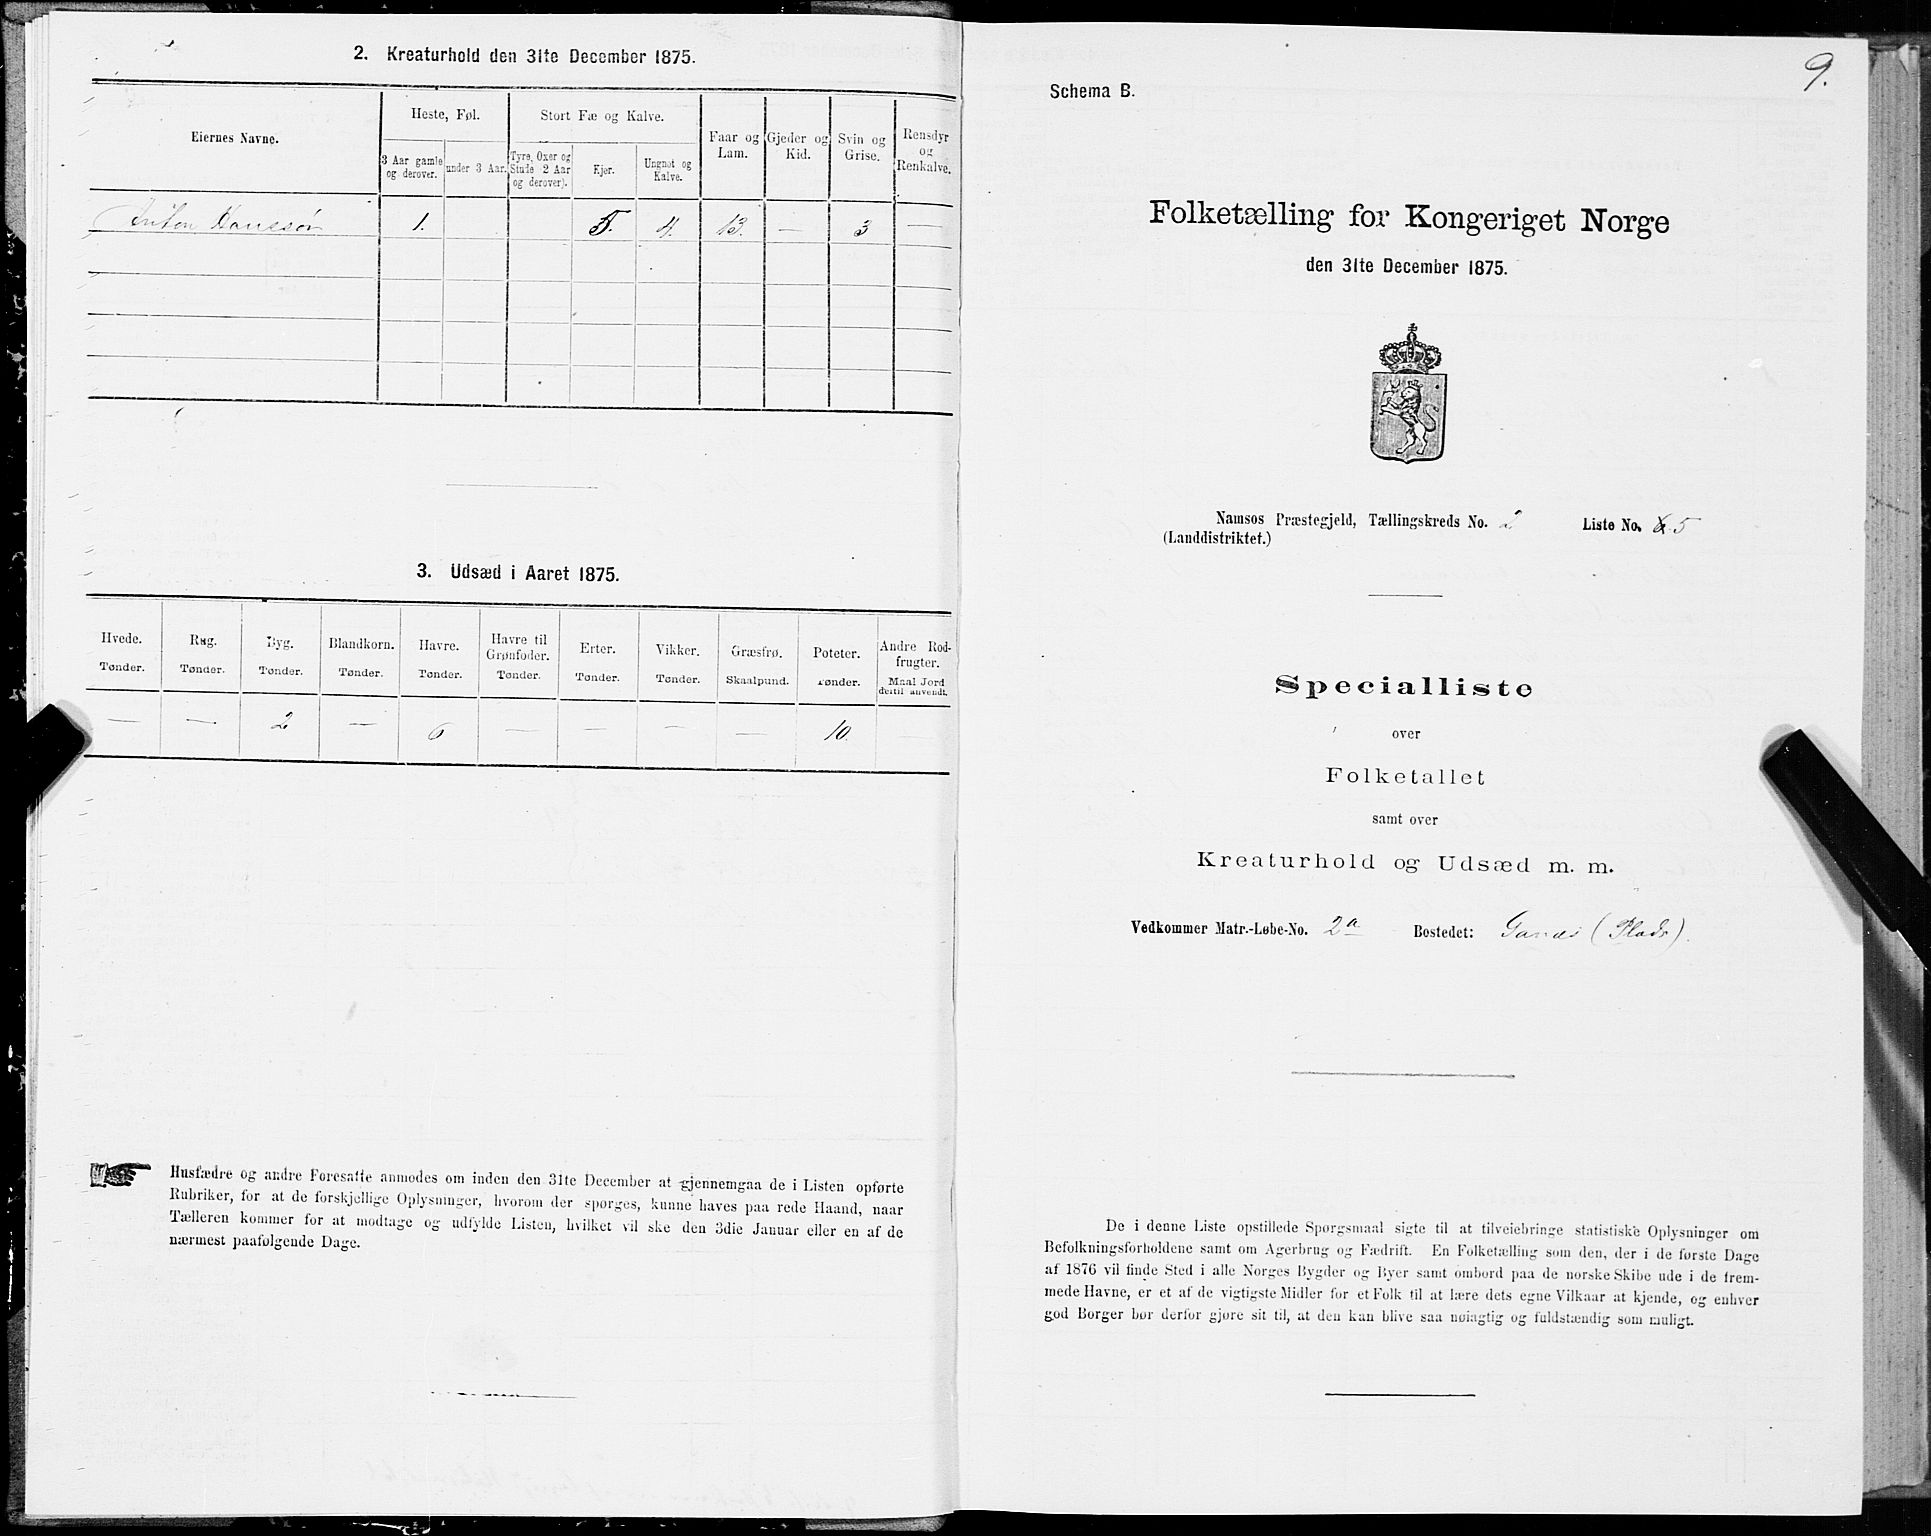 2. Kreaturhold den 31te December 1875.
Eiernes Navne.
Heste, Føl.
Stort Fæ og Kalve.
Faar og
Lam.
Gjeder og
Kid.
Svin og
Grise.
Rensdyr
og
Renkalve.
3 Aar gamle
og derover.
under 3 Aar.
Tyre, Oxer og
Stude 2 Aar
og derover).
Kjør.
Ungnøt og
Kalve.
Anton Hanssøn 1. 5. 4. 13. — 3 —
3. Udsæd i Aaret 1875.
Hvede.
Tønder.
Rug.
Tønder.
Byg.
Tønder.
Blandkorn.
Tønder.
Havre.
Tønder.
Havre til
Grønfoder.
Tønder.
Erter.
Tønder.
Vikker.
Tønder.
Græsfrø.
Skaalpund.
Poteter.
Tønder.
Andre Rod-
frugter.
Maal Jord
dertil anvendt.
— — 2 — 6 — — — — 10. —
Husfædre og andre Foresatte anmodes om inden den 31te December at gjennemgaa de i Listen opførte
Rubriker, for at de forskjellige Oplysninger, hvorom der spørges, kunne haves paa rede Haand, naar
Tælleren kommer for at modtage og udfylde Listen, hvilket vil ske den 3die Januar eller en af de
nærmest paafølgende Dage.
9.
Schema B.
Folketælling for Kongeriget Norge
den 31te December 1875.
Namsos Præstegjeld, Tællingskreds No. 2 Liste No. 5
(Landdistriktet.)
Specialliste
over
Folketallet
samt over
Kreaturhold og Udsæd m. m.
Vedkommer Matr.-Løbe-No. 2a Bostedet: (Plads).
De i denne Liste opstillede Spørgsmaal sigte til at tilveiebringe statistiske Oplysninger om
Befolkningsforholdene samt om Agerbrug og Fædrift. En Folketælling som den, der i de første Dage
af 1876 vil finde Sted i alle Norges Bygder og Byer samt ombord paa de norske Skibe ude i de frem-
mede Havne, er et af de vigtigste Midler for et Folk til at lære dets egne Vilkaar at kjende, og enhver
god Borger bør derfor gjøre sit til, at den kan blive saa nøiagtig og fuldstændig som muligt.